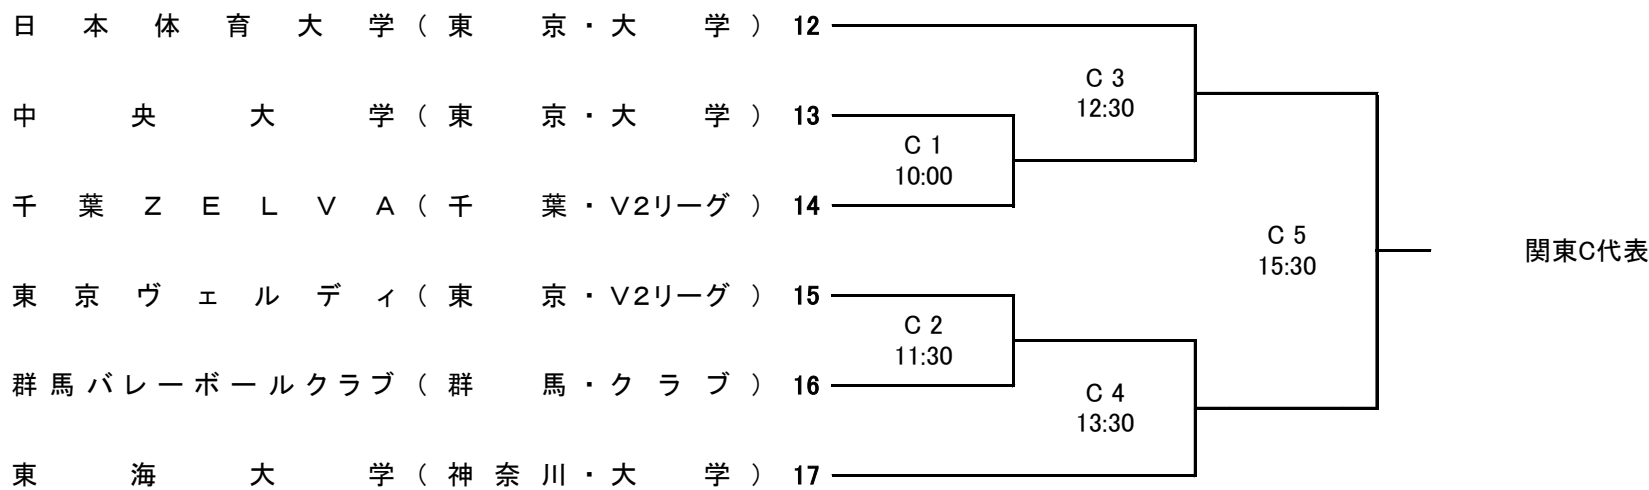 日本体育大学（東京・大学）12
C 3
12:30
中央大学（東京・大学）13
C 1
10:00
千葉ＺＥＬＶＡ（千葉・Ｖ2リーグ）14
C 5
15:30
関東C代表
東京ヴェルディ（東京・Ｖ2リーグ）15
C 2
11:30
群馬バレーボールクラブ（群馬・クラブ）16
C 4
13:30
東海大学（神奈川・大学）17